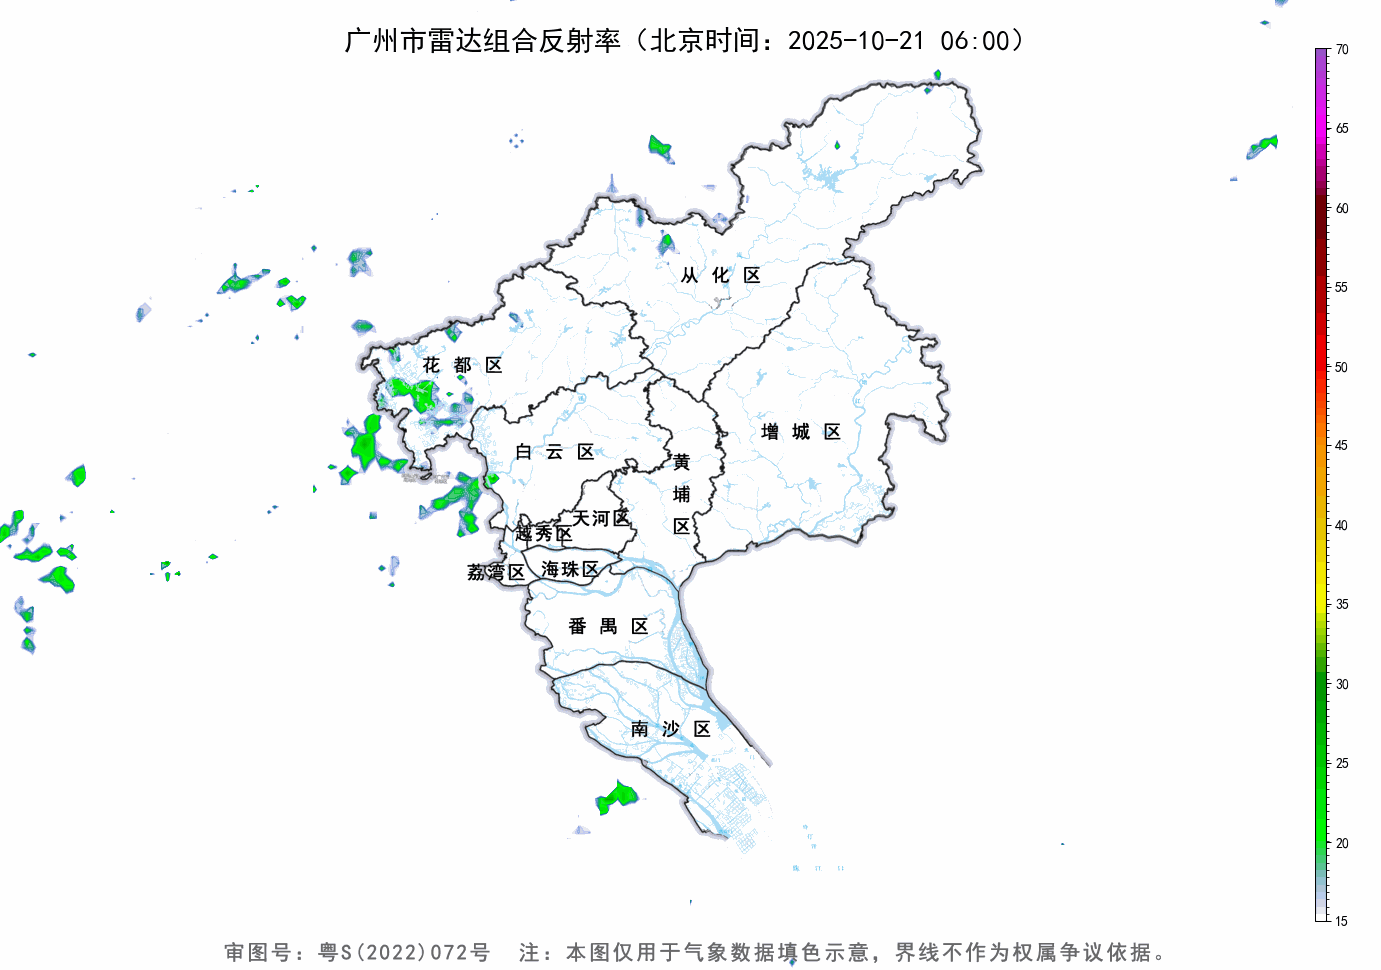 广州市雷达组合反射率（北京时间：2025-10-21 06:00）
70
65
60
55
50
45
40
35
30
25
20
15
从化区
花都区
增城区
白云区
黄埔区
天河区
越秀区
荔湾区
海珠区
番禺区
南沙区
审图号：粤S(2022)072号 注：本图仅用于气象数据填色示意，界线不作为权属争议依据。